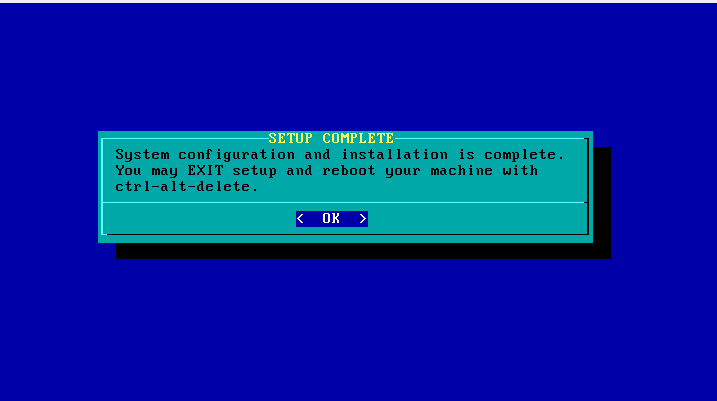 SETUP COMPLETE
System configuration and installation is complete.
You may EXIT setup and reboot your machine with
ctrl-alt-delete.
< OK >